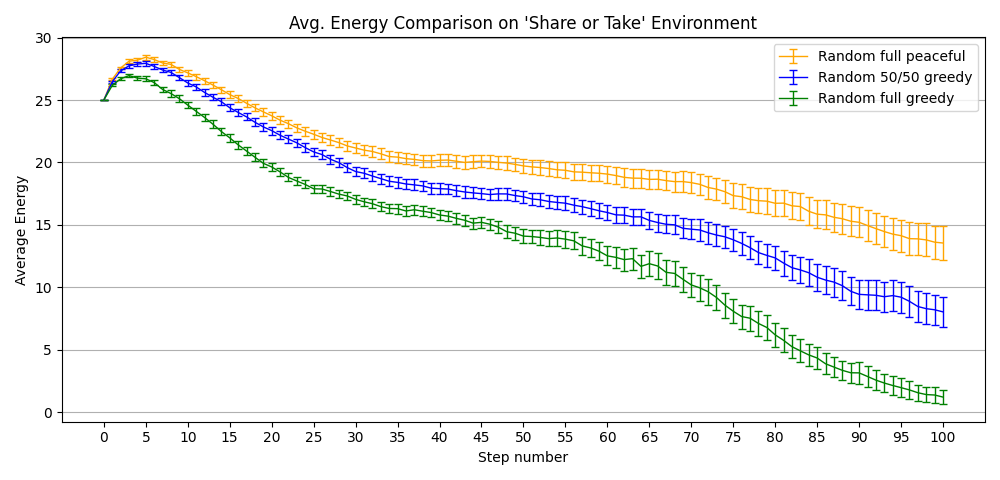 Avg. Energy Comparison on 'Share or Take' Environment
30
25
20
15
10
5
0
Average Energy
Random full peaceful
Random 50/50 greedy
Random full greedy
0 5 10 15 20 25 30 35 40 45 50 55 60 65 70 75 80 85 90 95 100
Step number